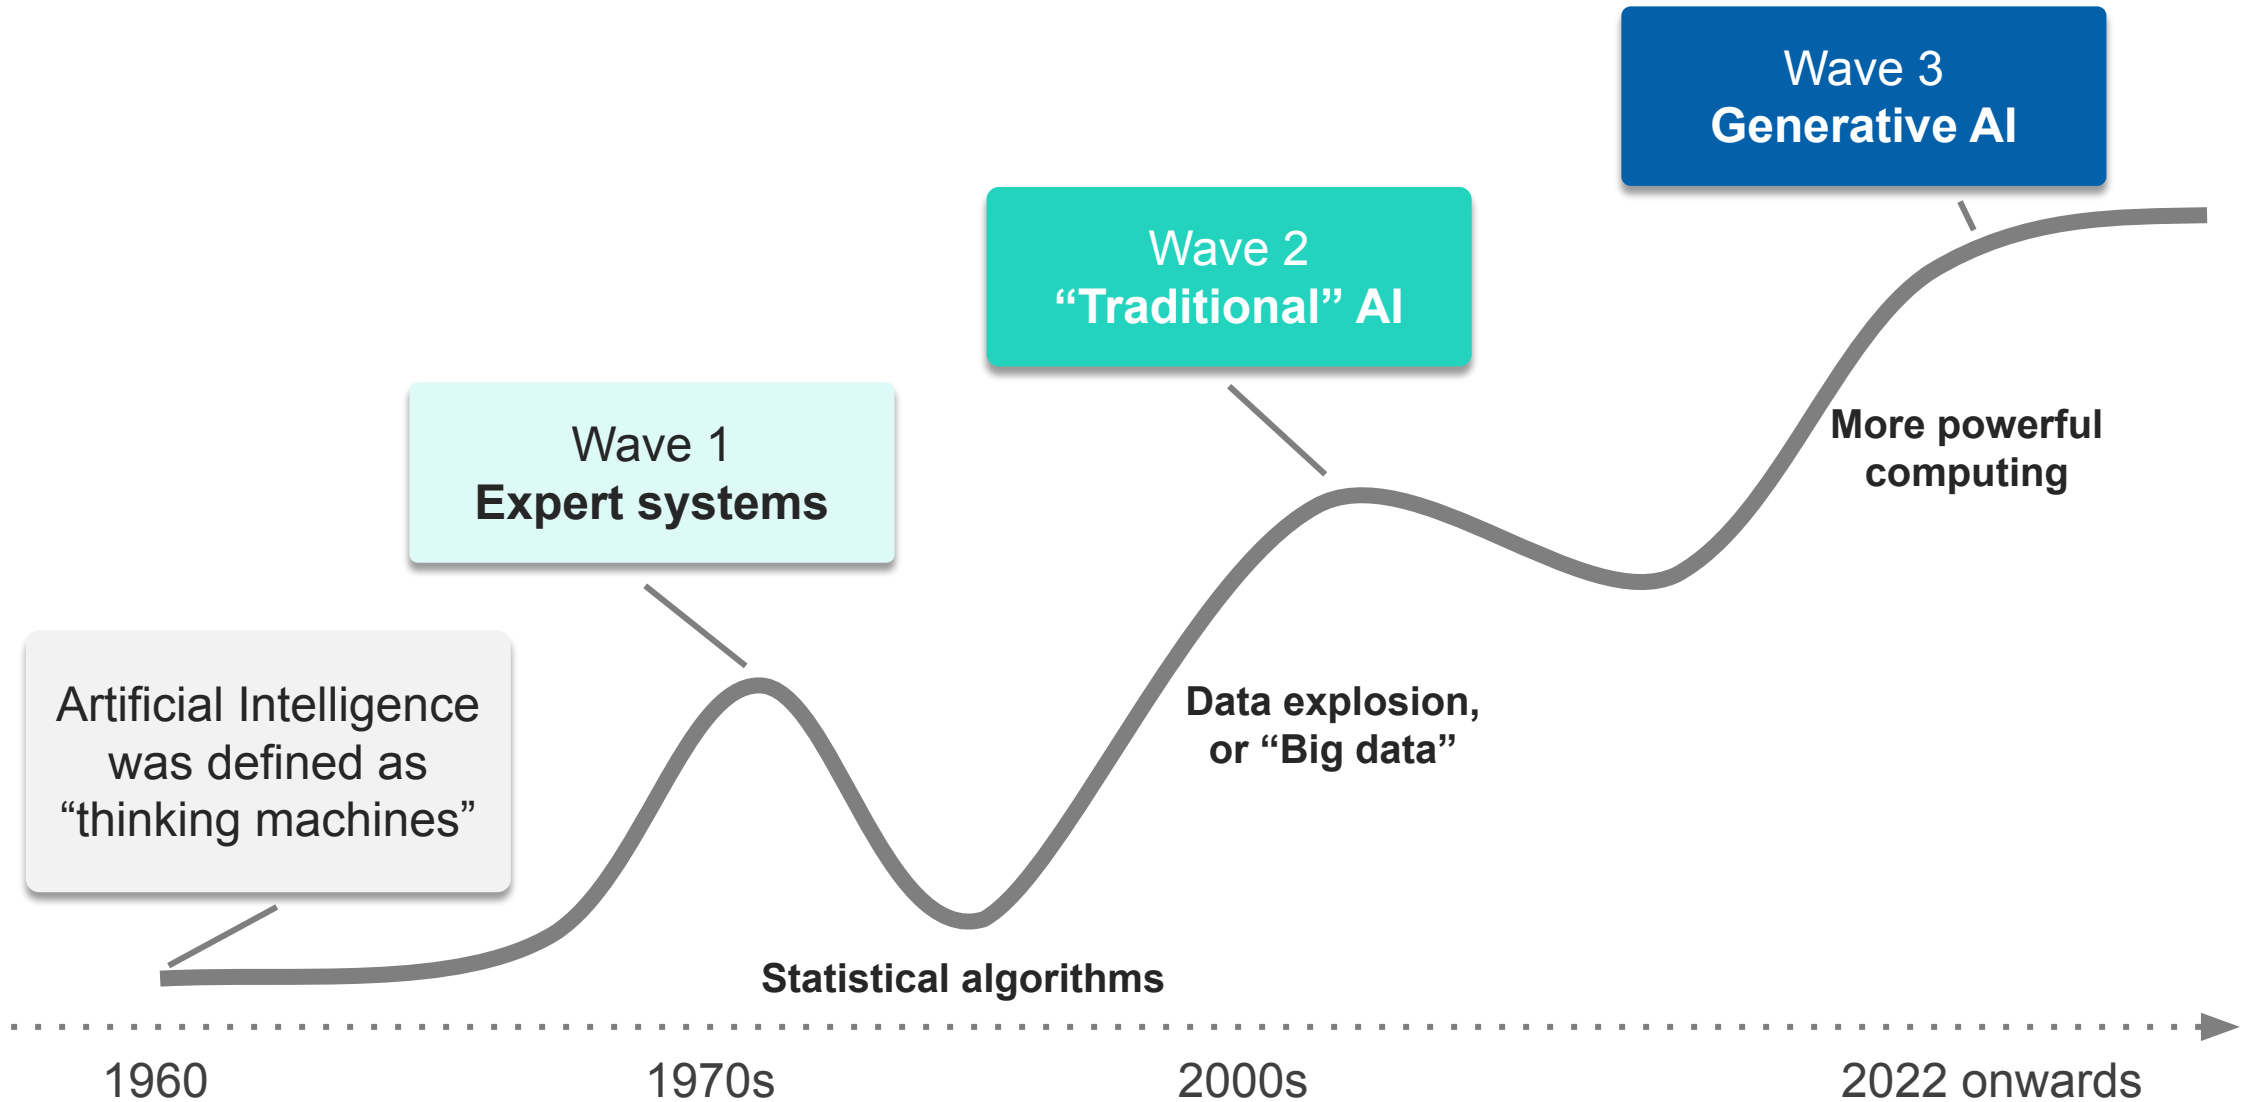 Wave 3
Generative AI
Wave 2
“Traditional” AI
Wave 1
Expert systems
Artificial Intelligence
was defined as
“thinking machines”
More powerful
computing
Data explosion,
or “Big data”
Statistical algorithms
1960
1970s
2000s
2022 onwards